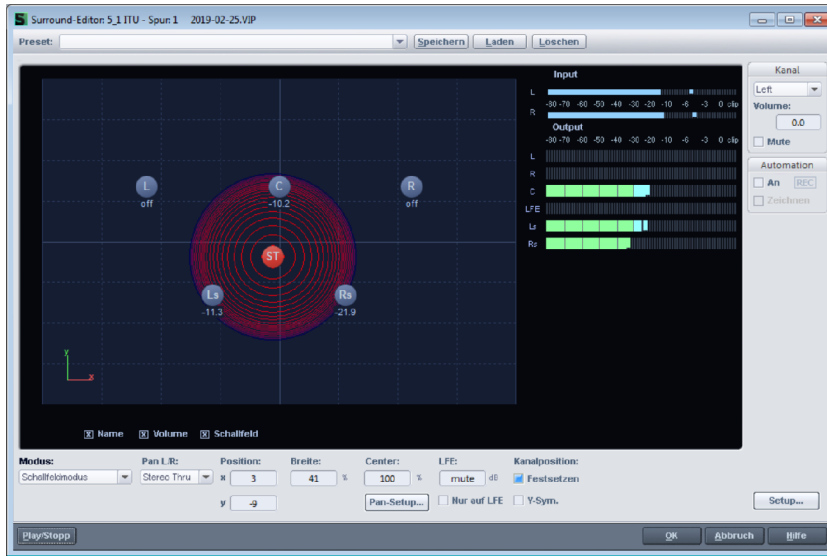 Surround-Editor: 5_1 ITU - Spur: 1 2019-02-25.VIP
Preset: Speichern Laden Löschen
Input
L
-90 -70 -60 -50 -40 -30 -20 -10 -6 -3 0 clip
R
Output
-90 -70 -60 -50 -40 -30 -20 -10 -6 -3 0 clip
L
R
C
LFE
Ls
Rs
L
off
C
-10.2
R
off
ST
Ls
-11.3
Rs
-21.9
y
x
x Name x Volume x Schallfeld
Kanal
Left
Volume:
0.0
Mute
Automation
An REC
Zeichnen
Modus: Pan L/R: Position: Breite: Center: LFE: Kanalposition:
Schallfeldmodus Stereo Thru x 3 41 % 100 % mute dB Festsetzen
y -9 Pan-Setup... Nur auf LFE Y-Sym. Setup...
Play/Stopp OK Abbruch Hilfe